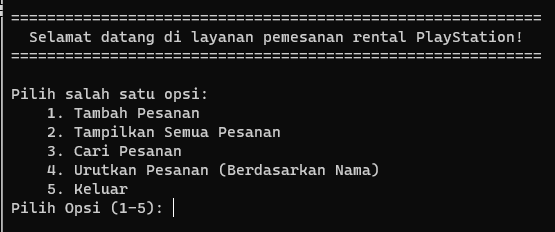 ===========================================================
Selamat datang di layanan pemesanan rental PlayStation!
===========================================================
Pilih salah satu opsi:
1. Tambah Pesanan
2. Tampilkan Semua Pesanan
3. Cari Pesanan
4. Urutkan Pesanan (Berdasarkan Nama)
5. Keluar
Pilih Opsi (1-5):